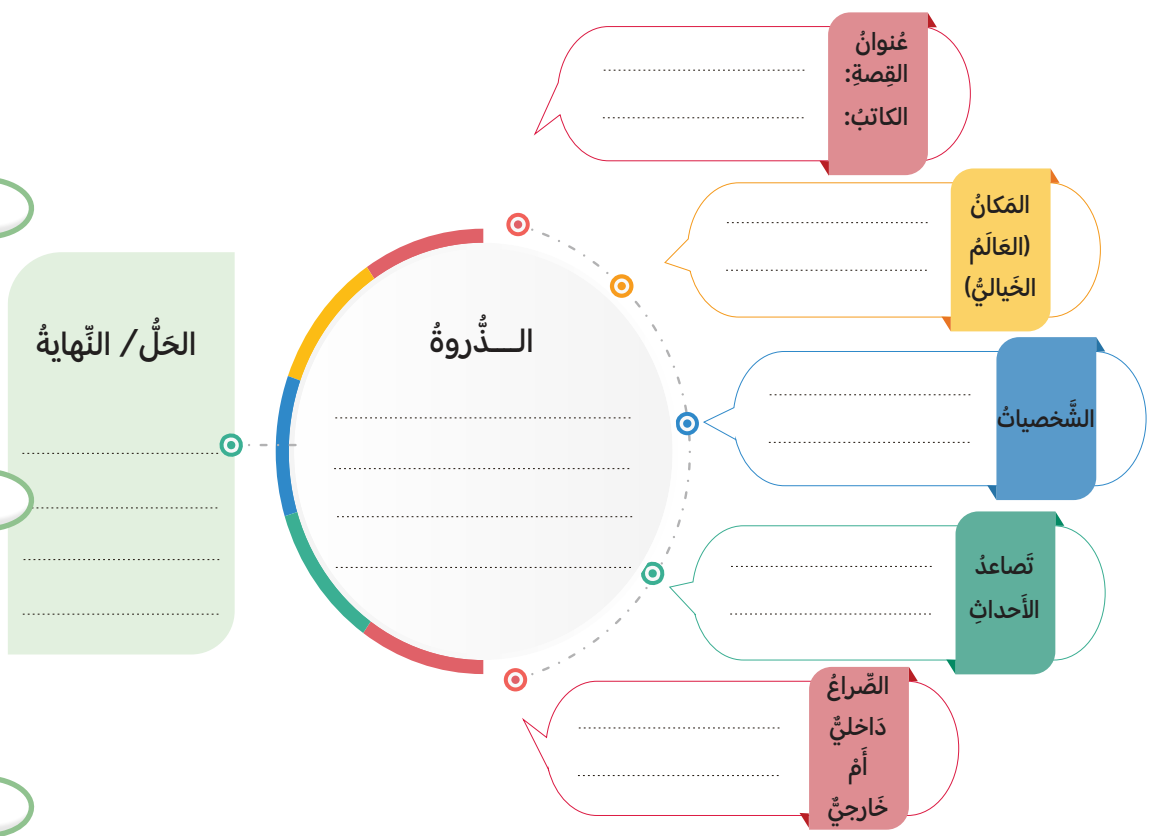 عُنوانُ
القِصةِ:
الكاتبُ:
المَكانُ
(العَالَمُ
الخَياليُّ)
الشَّخصياتُ
تَصاعدُ
الأَحداثِ
الصِّراعُ
دَاخليٌّ
أَمْ
خَارجيٌّ
الـــذُّروةُ
الحَلُّ/ النِّهايةُ